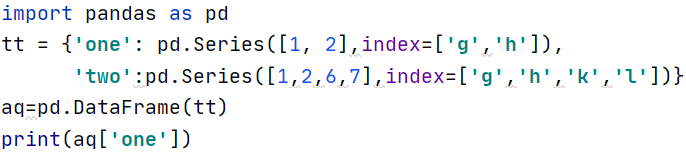 import pandas as pd
tt = {'one': pd.Series([1, 2],index=['g','h']),
      'two':pd.Series([1,2,6,7],index=['g','h','k','l'])}
aq=pd.DataFrame(tt)
print(aq['one'])